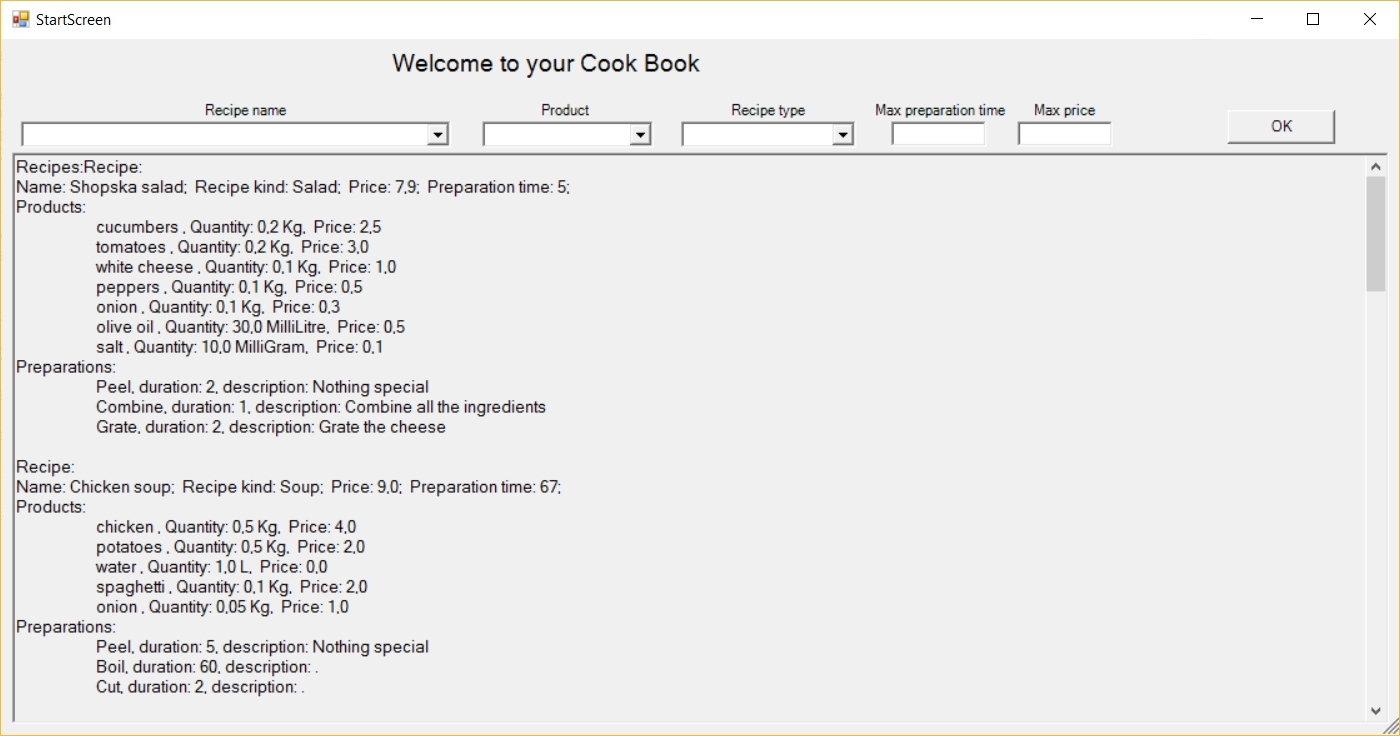 StartScreen
Welcome to your Cook Book
Recipe name Product Recipe type Max preparation time Max price
OK
Recipes:Recipe:
Name: Shopska salad;  Recipe kind: Salad;  Price: 7,9;  Preparation time: 5;
Products:
cucumbers , Quantity: 0,2 Kg,  Price: 2,5
tomatoes , Quantity: 0,2 Kg,  Price: 3,0
white cheese , Quantity: 0,1 Kg,  Price: 1,0
peppers , Quantity: 0,1 Kg,  Price: 0,5
onion , Quantity: 0,1 Kg,  Price: 0,3
olive oil , Quantity: 30,0 MilliLitre,  Price: 0,5
salt , Quantity: 10,0 MilliGram,  Price: 0,1
Preparations:
Peel, duration: 2, description: Nothing special
Combine, duration: 1, description: Combine all the ingredients
Grate, duration: 2, description: Grate the cheese
Recipe:
Name: Chicken soup;  Recipe kind: Soup;  Price: 9,0;  Preparation time: 67;
Products:
chicken , Quantity: 0,5 Kg,  Price: 4,0
potatoes , Quantity: 0,5 Kg,  Price: 2,0
water , Quantity: 1,0 L,  Price: 0,0
spaghetti , Quantity: 0,1 Kg,  Price: 2,0
onion , Quantity: 0,05 Kg,  Price: 1,0
Preparations:
Peel, duration: 5, description: Nothing special
Boil, duration: 60, description: .
Cut, duration: 2, description: .